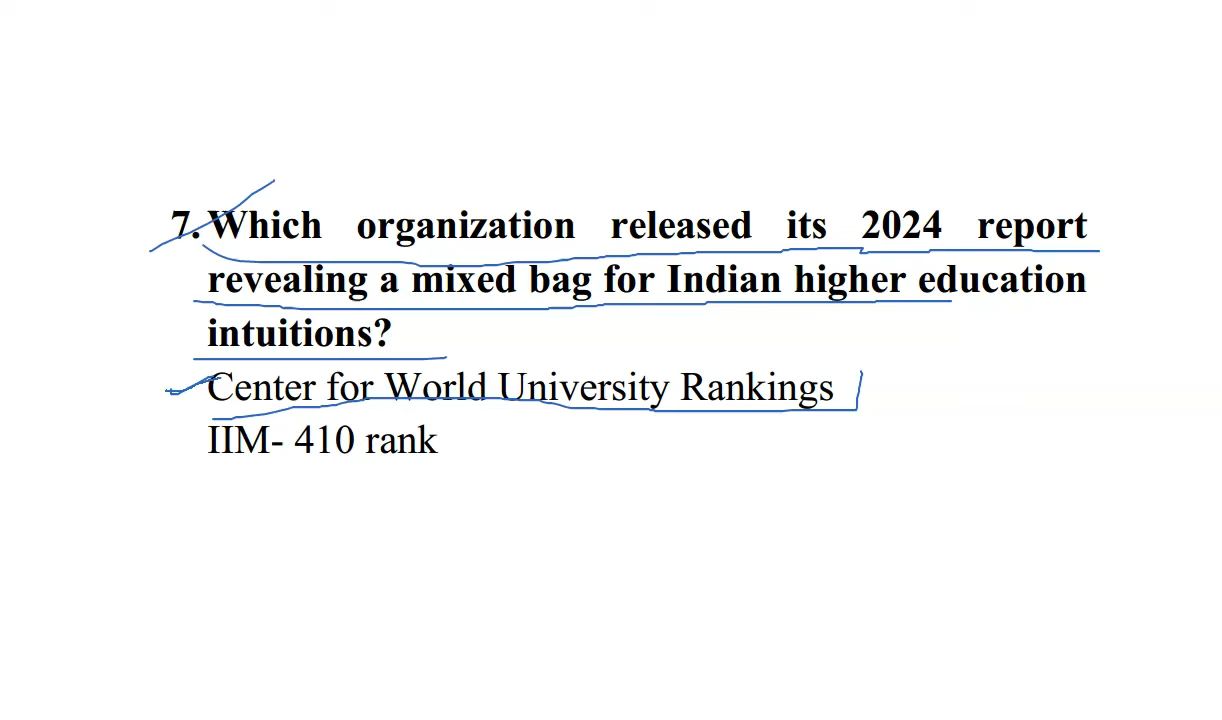 7. Which organization released its 2024 report
revealing a mixed bag for Indian higher education
intuitions?
Center for World University Rankings
IIM- 410 rank